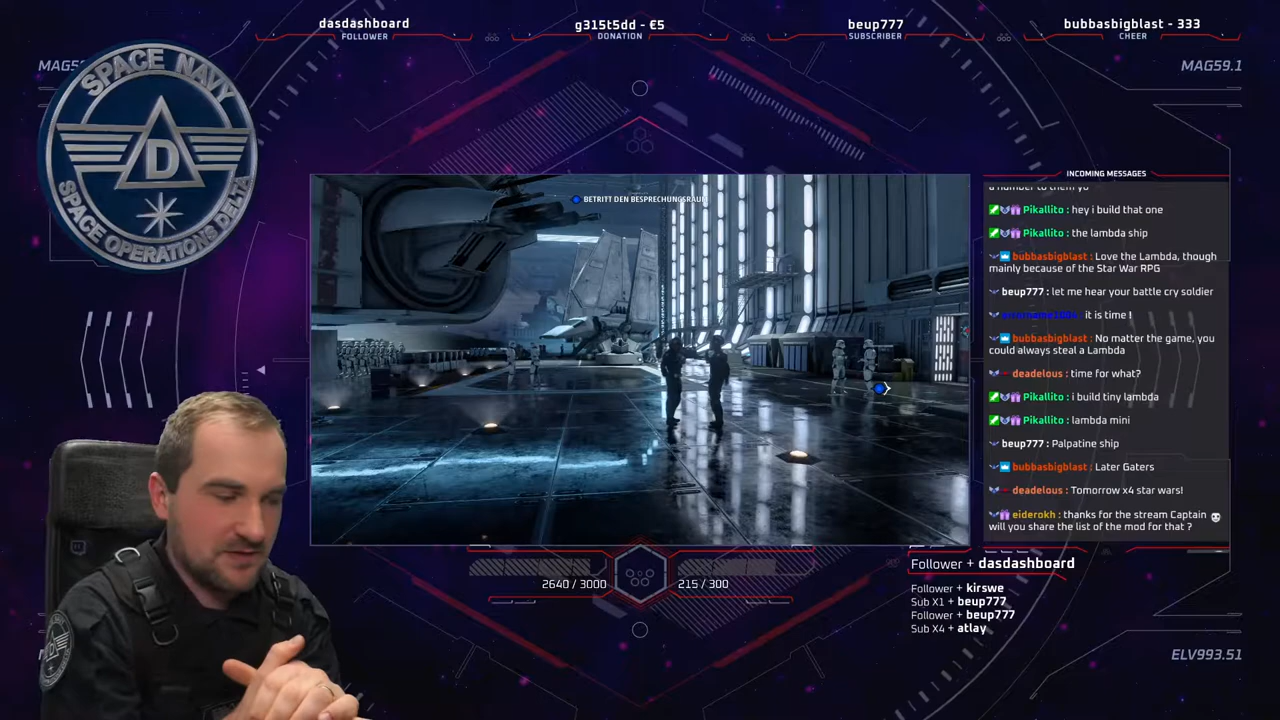 dasdashboard
FOLLOWER
g315t5dd - €5
DONATION
beup777
SUBSCRIBER
bubbasbigblast - 333
CHEER
MAG59
MAG59.1
SPACE NAVY
D
SPACE OPERATIONS DELTA
BETRITT DEN BESPRECHUNGSRAUM
INCOMING MESSAGES
a number to them yo
Pikallito : hey i build that one
Pikallito : the lambda ship
bubbasbigblast : Love the Lambda, though
mainly because of the Star War RPG
beup777 : let me hear your battle cry soldier
: it is time !
bubbasbigblast : No matter the game, you
could always steal a Lambda
deadelous : time for what?
Pikallito : i build tiny lambda
Pikallito : lambda mini
beup777 : Palpatine ship
bubbasbigblast : Later Gaters
deadelous : Tomorrow x4 star wars!
eiderokh : thanks for the stream Captain
will you share the list of the mod for that ?
2640 / 3000
215 / 300
Follower + dasdashboard
Follower + kirswe
Sub X1 + beup777
Follower + beup777
Sub X4 + atlay
ELV993.51